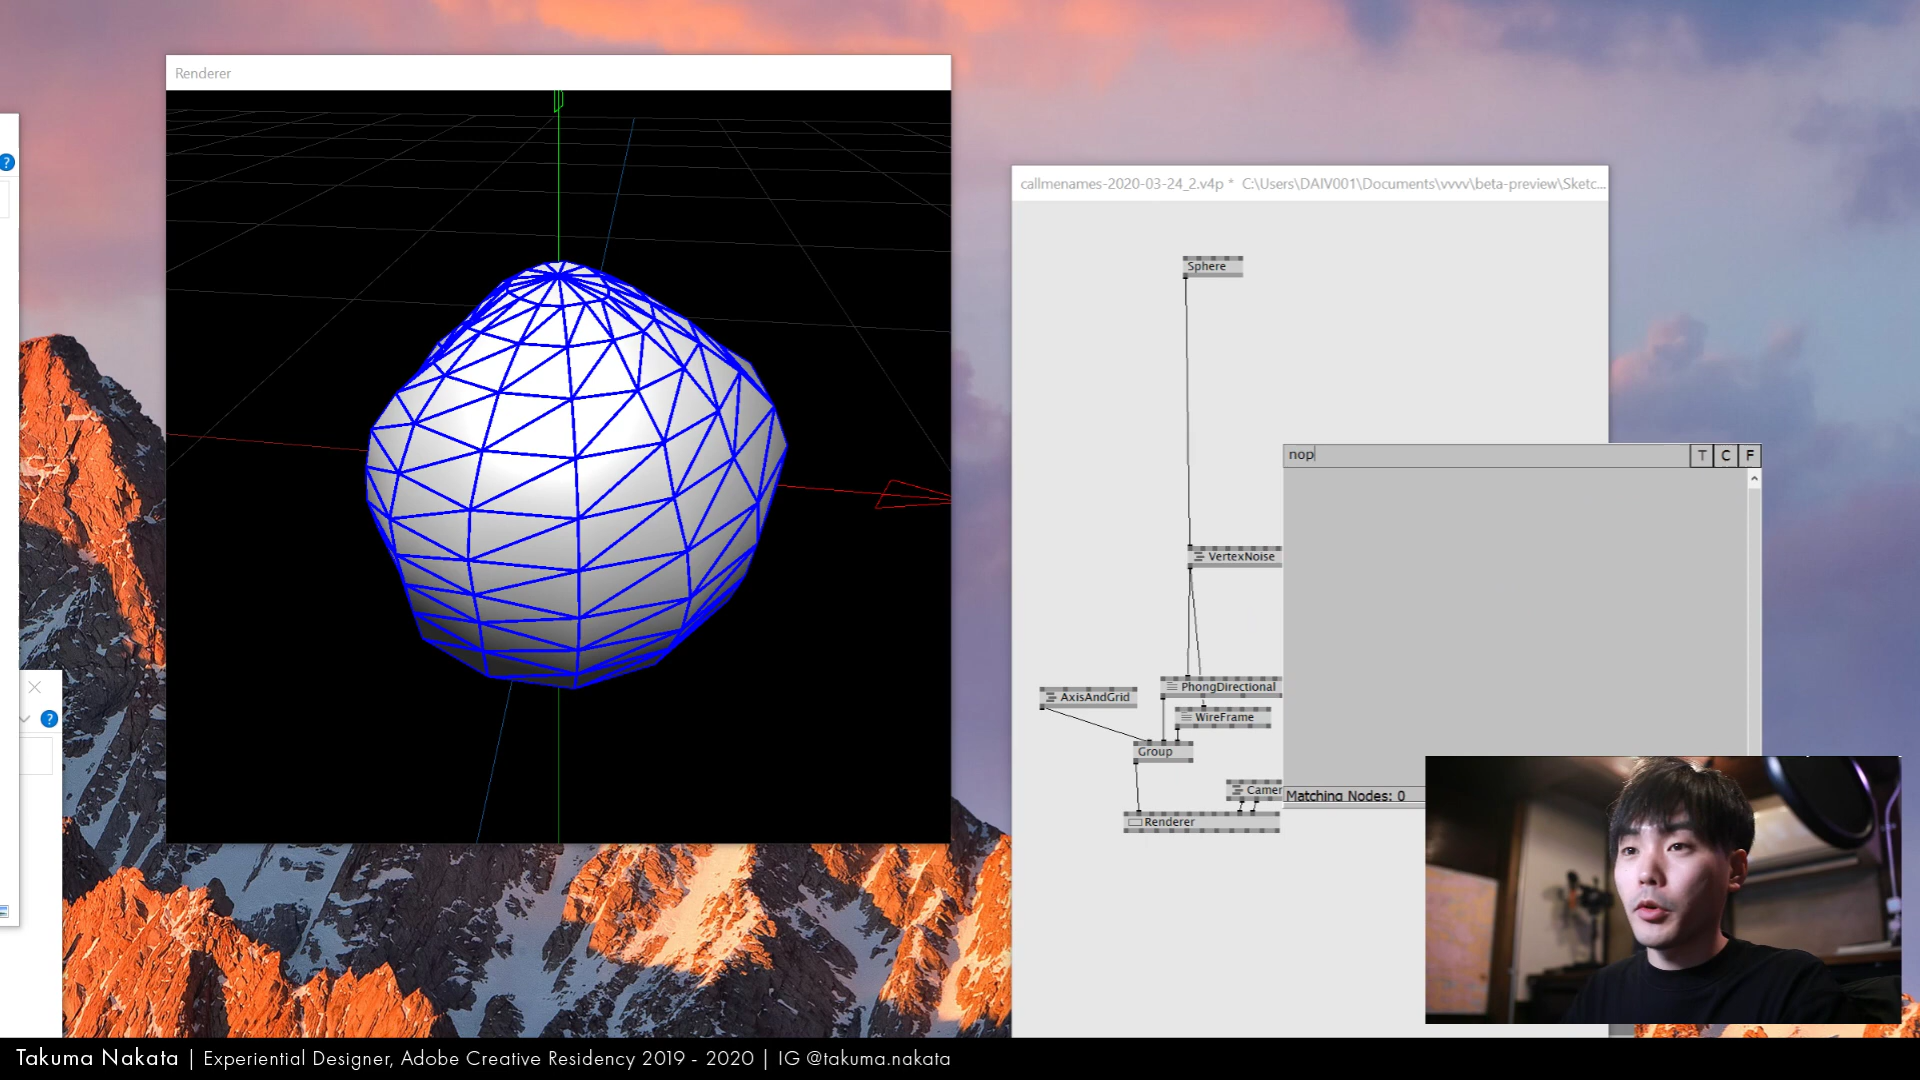 Renderer
callmenames-2020-03-24_2.v4p * C:\Users\DAIV001\Documents\vvvv\beta-preview\Sketc...
Sphere
nop
T C F
VertexNoise
AxisAndGrid
PhongDirectional
WireFrame
Group
Camer
Matching Nodes: 0
Renderer
?
?
Takuma Nakata | Experiential Designer, Adobe Creative Residency 2019 - 2020 | IG @takuma.nakata